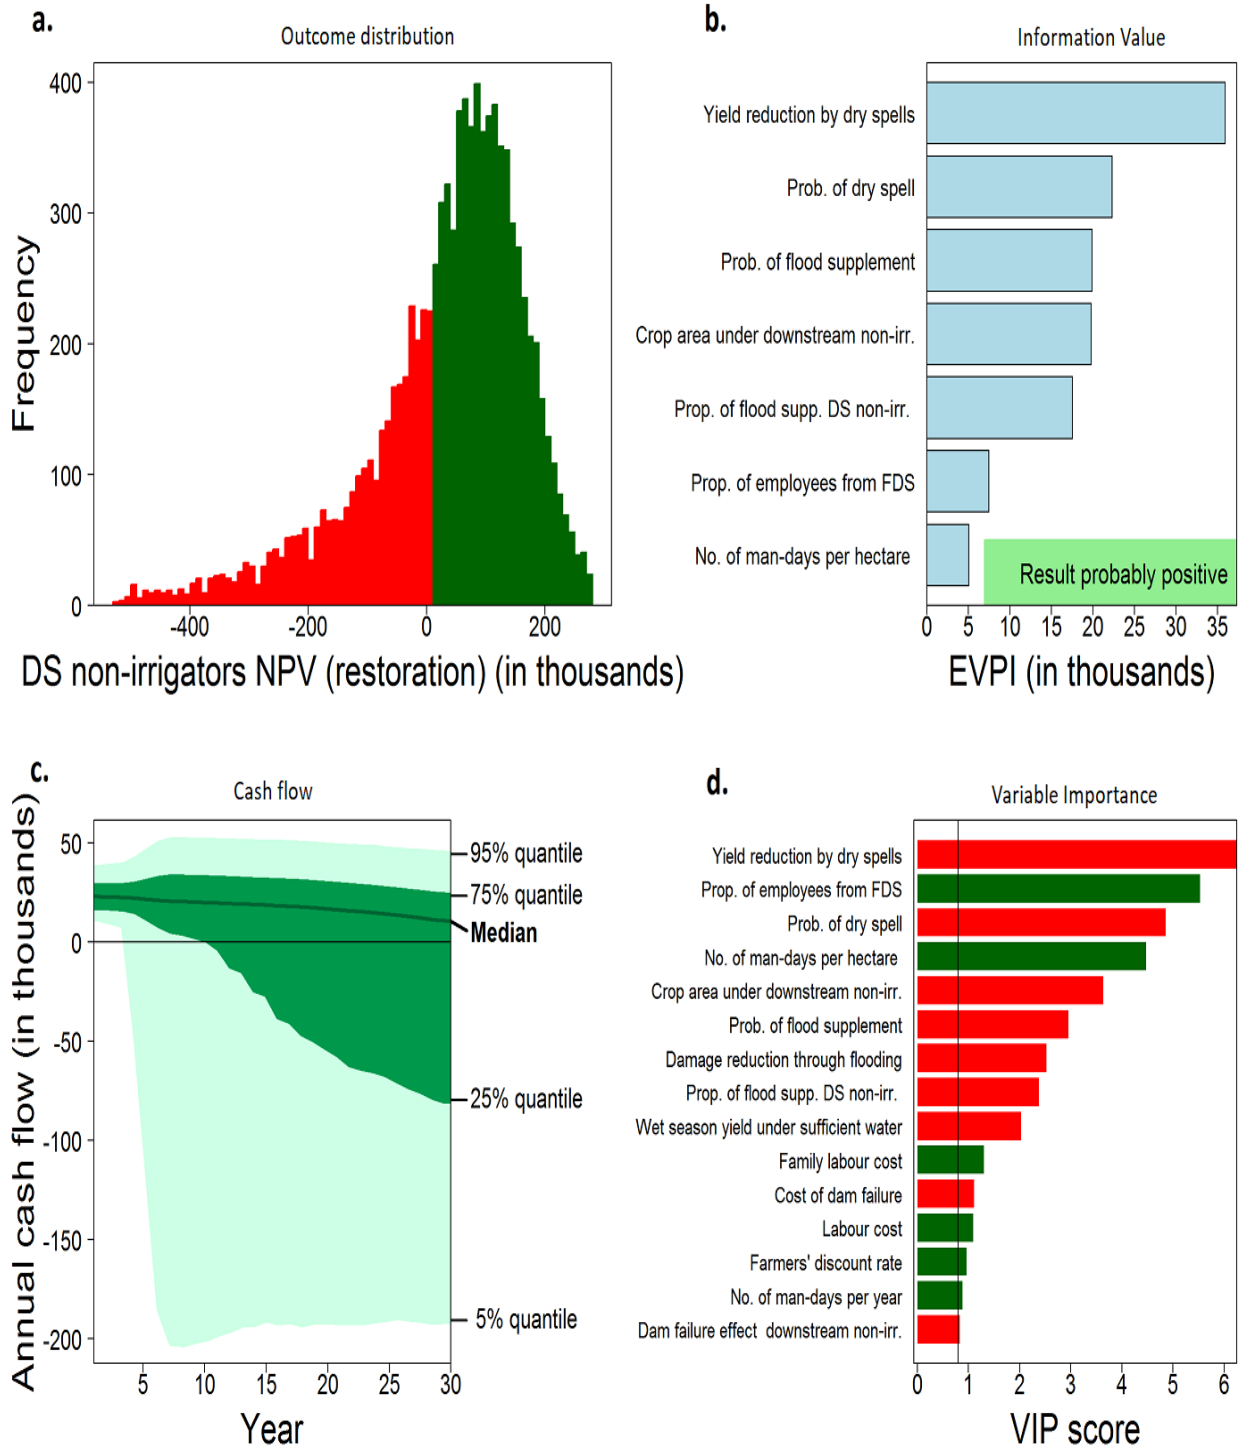 a.
Outcome distribution
Frequency
400
300
200
100
0
-400
-200
0
200
DS non-irrigators NPV (restoration) (in thousands)
b.
Information Value
Yield reduction by dry spells
Prob. of dry spell
Prob. of flood supplement
Crop area under downstream non-irr.
Prop. of flood supp. DS non-irr.
Prop. of employees from FDS
No. of man-days per hectare
Result probably positive
0
5
10
15
20
25
30
35
EVPI (in thousands)
c.
Cash flow
Annual cash flow (in thousands)
50
0
-50
-100
-150
-200
95% quantile
75% quantile
Median
25% quantile
5% quantile
5
10
15
20
25
30
Year
d.
Variable Importance
Yield reduction by dry spells
Prop. of employees from FDS
Prob. of dry spell
No. of man-days per hectare
Crop area under downstream non-irr.
Prob. of flood supplement
Damage reduction through flooding
Prop. of flood supp. DS non-irr.
Wet season yield under sufficient water
Family labour cost
Cost of dam failure
Labour cost
Farmers' discount rate
No. of man-days per year
Dam failure effect downstream non-irr.
0
1
2
3
4
5
6
VIP score